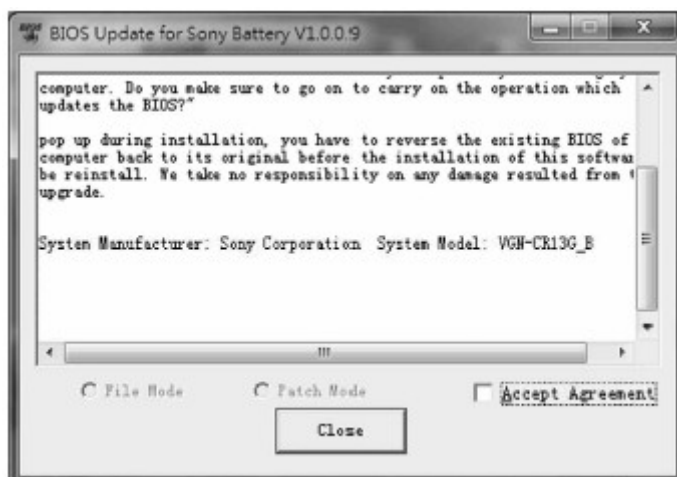 BIOS Update for Sony Battery V1.0.0.9
computer. Do you make sure to go on to carry on the operation which
updates the BIOS?"
pop up during installation, you have to reverse the existing BIOS of
computer back to its original before the installation of this softwa
be reinstall. We take no responsibility on any damage resulted from
upgrade.
System Manufacturer: Sony Corporation System Model: VGN-CR13G_B
File Mode Patch Mode Accept Agreement
Close